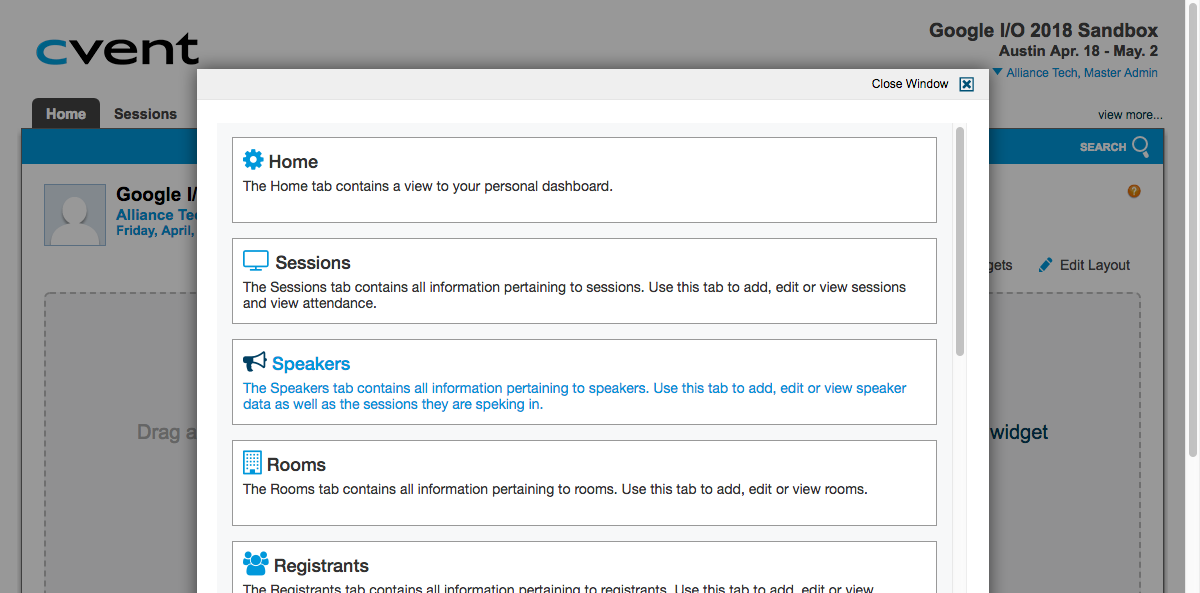 cvent
Google I/O 2018 Sandbox
Austin Apr. 18 - May. 2
Alliance Tech, Master Admin
Close Window
Home
Sessions
view more...
SEARCH
Google I/
Alliance Te
Friday, April,
?
gets
Edit Layout
Drag a
widget
Home
The Home tab contains a view to your personal dashboard.
Sessions
The Sessions tab contains all information pertaining to sessions. Use this tab to add, edit or view sessions
and view attendance.
Speakers
The Speakers tab contains all information pertaining to speakers. Use this tab to add, edit or view speaker
data as well as the sessions they are speking in.
Rooms
The Rooms tab contains all information pertaining to rooms. Use this tab to add, edit or view rooms.
Registrants
The Registrants tab contains all information pertaining to registrants. Use this tab to add, edit or view